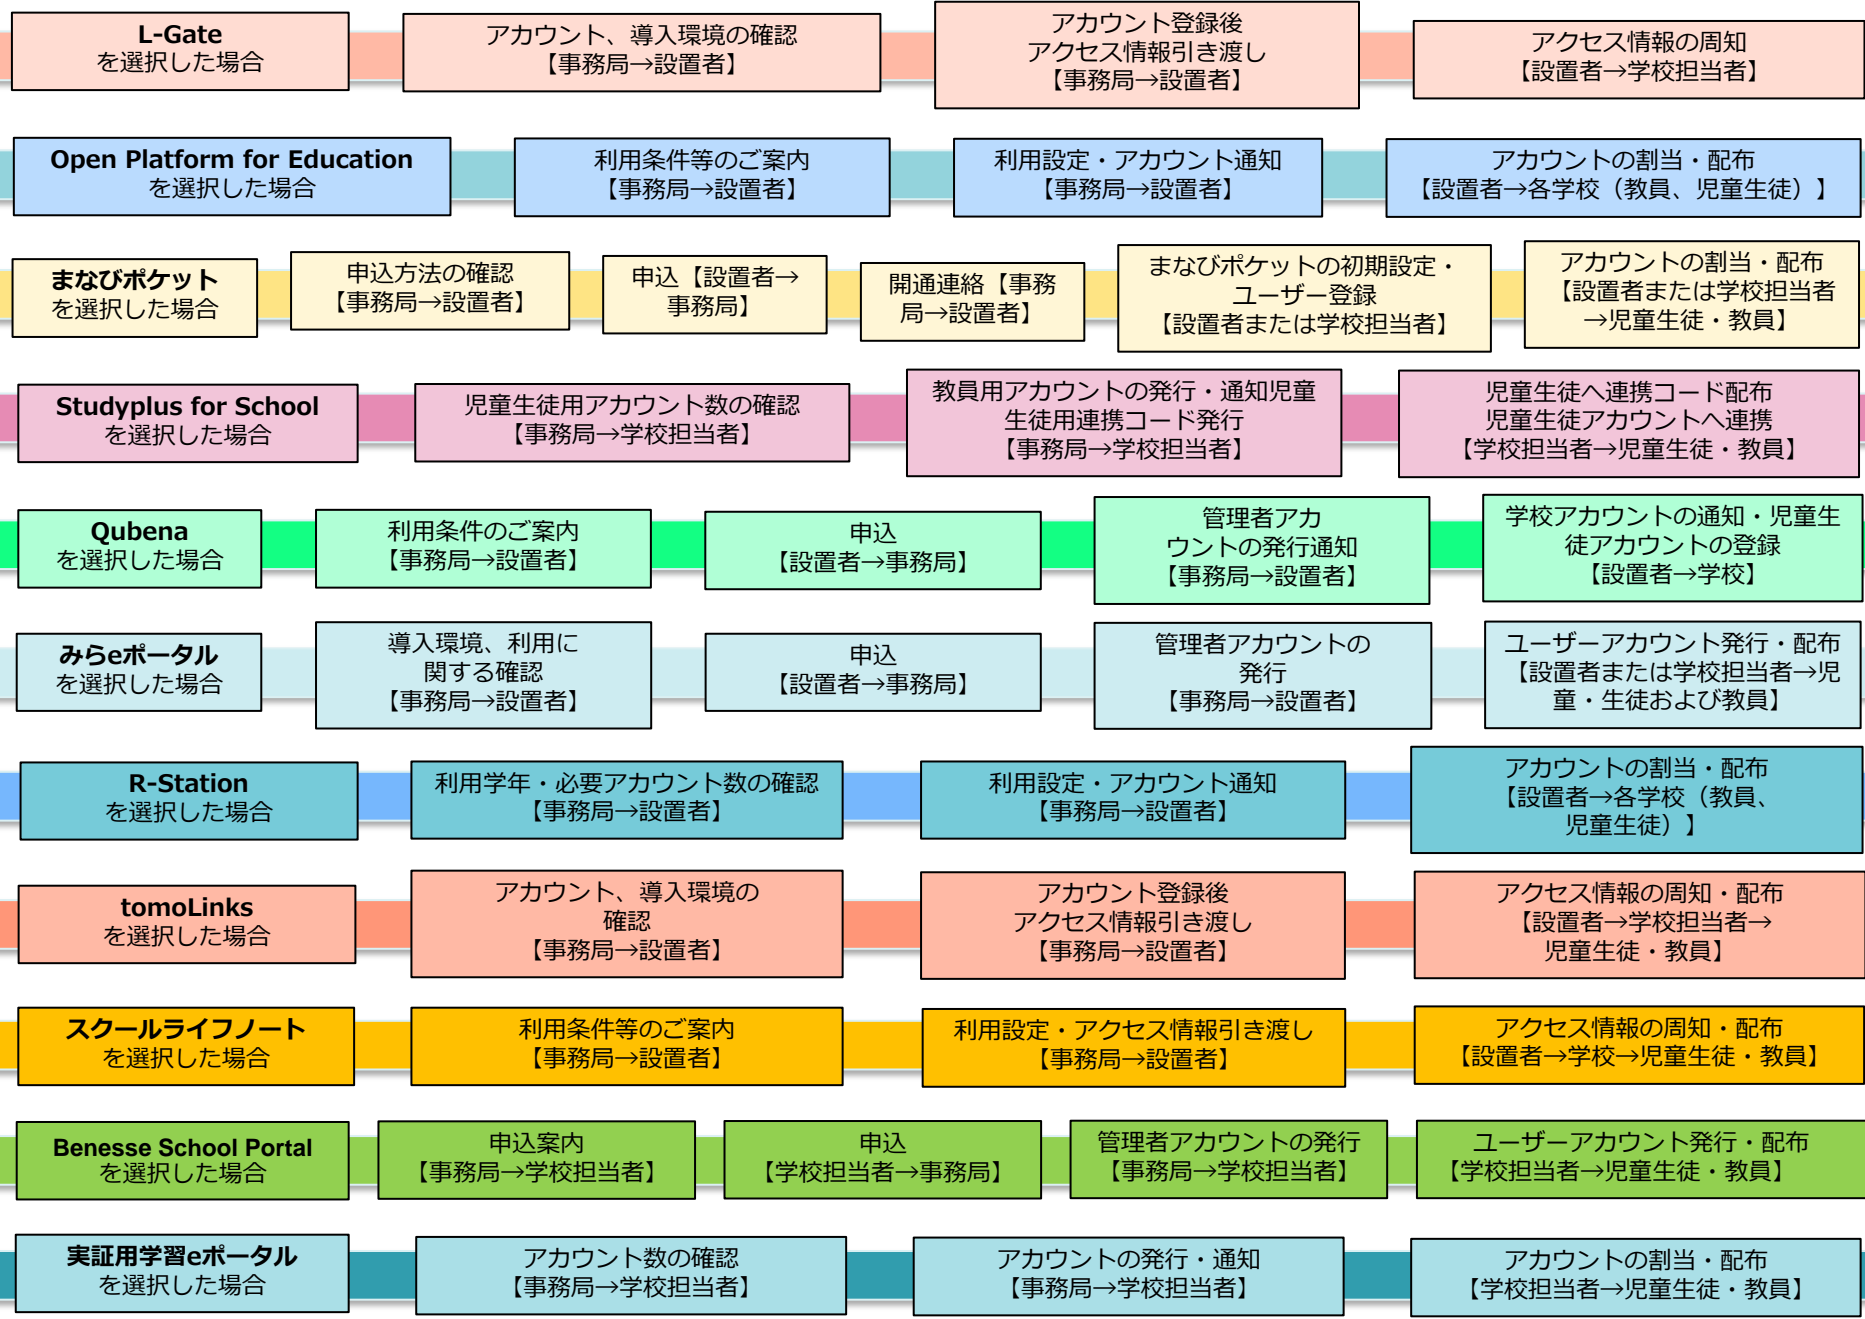 L-Gate
を選択した場合
アカウント、導入環境の確認
【事務局→設置者】
アカウント登録後
アクセス情報引き渡し
【事務局→設置者】
アクセス情報の周知
【設置者→学校担当者】
Open Platform for Education
を選択した場合
利用条件等のご案内
【事務局→設置者】
利用設定・アカウント通知
【事務局→設置者】
アカウントの割当・配布
【設置者→各学校（教員、児童生徒）】
まなびポケット
を選択した場合
申込方法の確認
【事務局→設置者】
申込【設置者→
事務局】
開通連絡【事務
局→設置者】
まなびポケットの初期設定・
ユーザー登録
【設置者または学校担当者】
アカウントの割当・配布
【設置者または学校担当者
→児童生徒・教員】
Studyplus for School
を選択した場合
児童生徒用アカウント数の確認
【事務局→学校担当者】
教員用アカウントの発行・通知児童
生徒用連携コード発行
【事務局→学校担当者】
児童生徒へ連携コード配布
児童生徒アカウントへ連携
【学校担当者→児童生徒・教員】
Qubena
を選択した場合
利用条件のご案内
【事務局→設置者】
申込
【設置者→事務局】
管理者アカ
ウントの発行通知
【事務局→設置者】
学校アカウントの通知・児童生
徒アカウントの登録
【設置者→学校】
みらeポータル
を選択した場合
導入環境、利用に
関する確認
【事務局→設置者】
申込
【設置者→事務局】
管理者アカウントの
発行
【事務局→設置者】
ユーザーアカウント発行・配布
【設置者または学校担当者→児
童・生徒および教員】
R-Station
を選択した場合
利用学年・必要アカウント数の確認
【事務局→設置者】
利用設定・アカウント通知
【事務局→設置者】
アカウントの割当・配布
【設置者→各学校（教員、
児童生徒）】
tomoLinks
を選択した場合
アカウント、導入環境の
確認
【事務局→設置者】
アカウント登録後
アクセス情報引き渡し
【事務局→設置者】
アクセス情報の周知・配布
【設置者→学校担当者→
児童生徒・教員】
スクールライフノート
を選択した場合
利用条件等のご案内
【事務局→設置者】
利用設定・アクセス情報引き渡し
【事務局→設置者】
アクセス情報の周知・配布
【設置者→学校→児童生徒・教員】
Benesse School Portal
を選択した場合
申込案内
【事務局→学校担当者】
申込
【学校担当者→事務局】
管理者アカウントの発行
【事務局→学校担当者】
ユーザーアカウント発行・配布
【学校担当者→児童生徒・教員】
実証用学習eポータル
を選択した場合
アカウント数の確認
【事務局→学校担当者】
アカウントの発行・通知
【事務局→学校担当者】
アカウントの割当・配布
【学校担当者→児童生徒・教員】